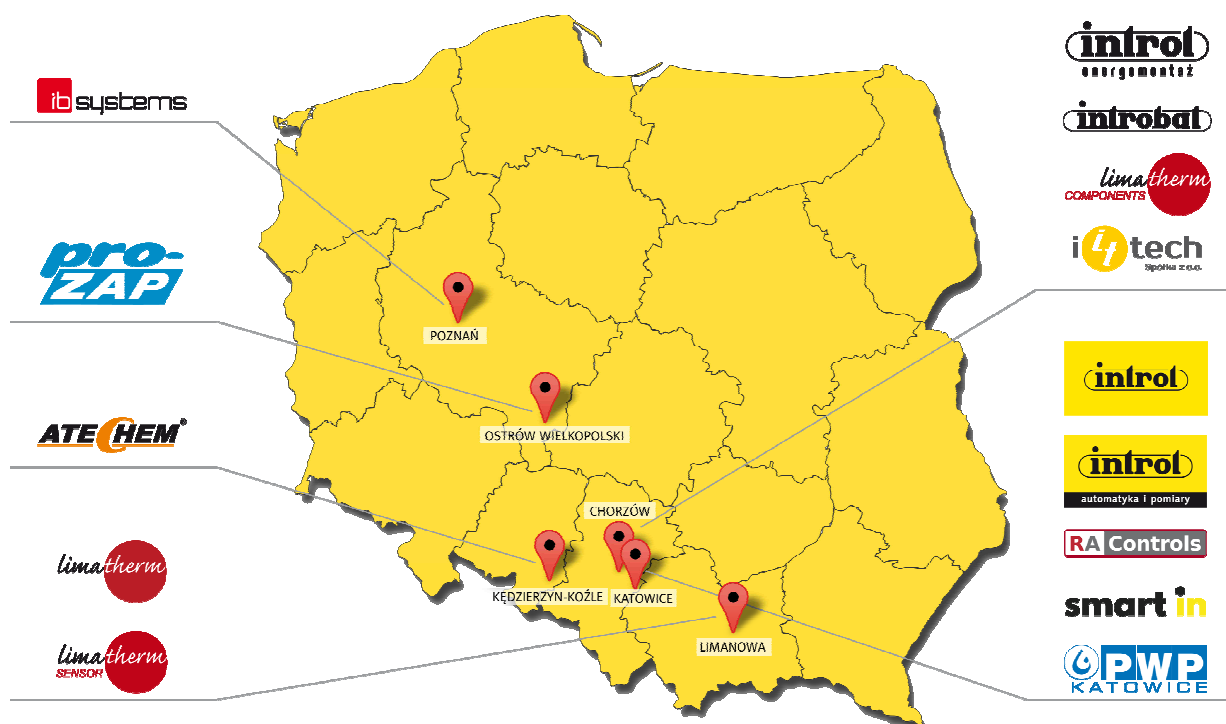 ib systems
pro-
ZAP
ATECHEM®
limatherm
limatherm
SENSOR
POZNAŃ
OSTRÓW WIELKOPOLSKI
CHORZÓW
KĘDZIERZYN-KOŹLE
KATOWICE
LIMANOWA
introl
energomontaż
introbat
limatherm
COMPONENTS
i4tech
Spółka z o.o.
introl
introl
automatyka i pomiary
RA Controls
smart in
PWP
KATOWICE